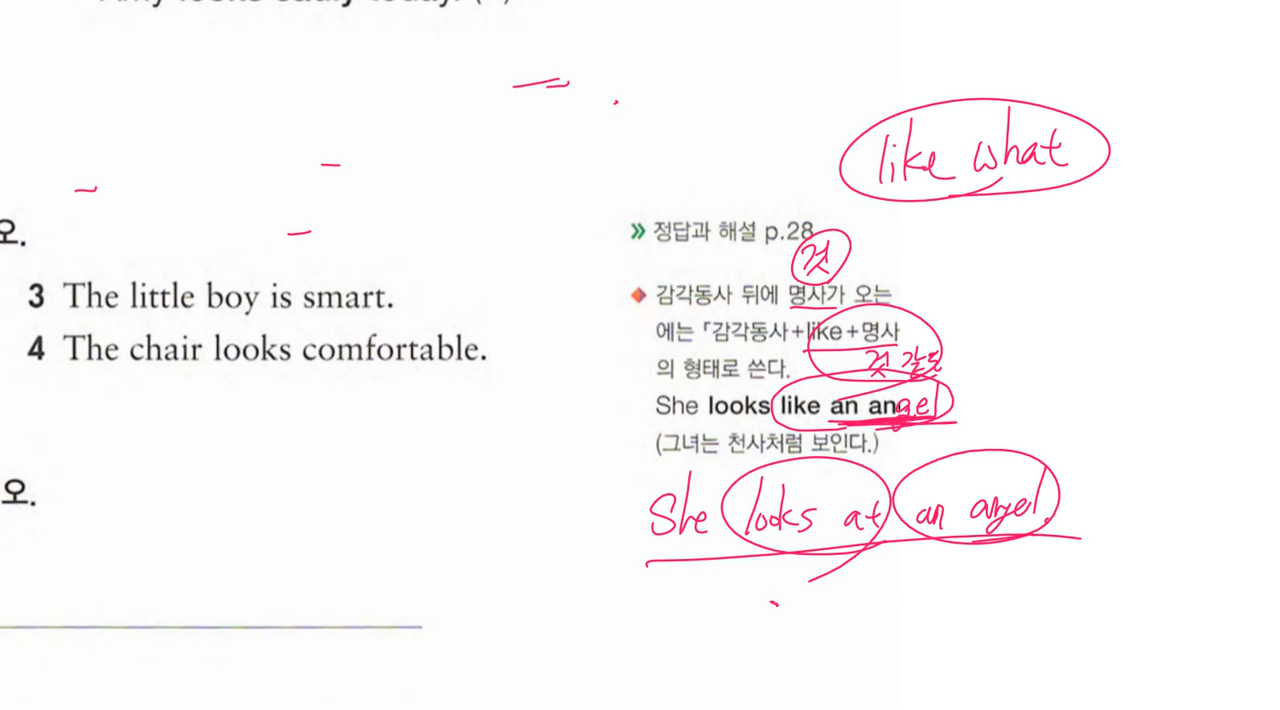 looks sadly today. (
like what
오.
» 정답과 해설 p.28
것
3 The little boy is smart.
◆ 감각동사 뒤에 명사가 오는
에는 「감각동사+like+명사
4 The chair looks comfortable.
것 같은
의 형태로 쓴다.
She looks like an angel
(그녀는 천사처럼 보인다.)
오.
She looks at an angel.